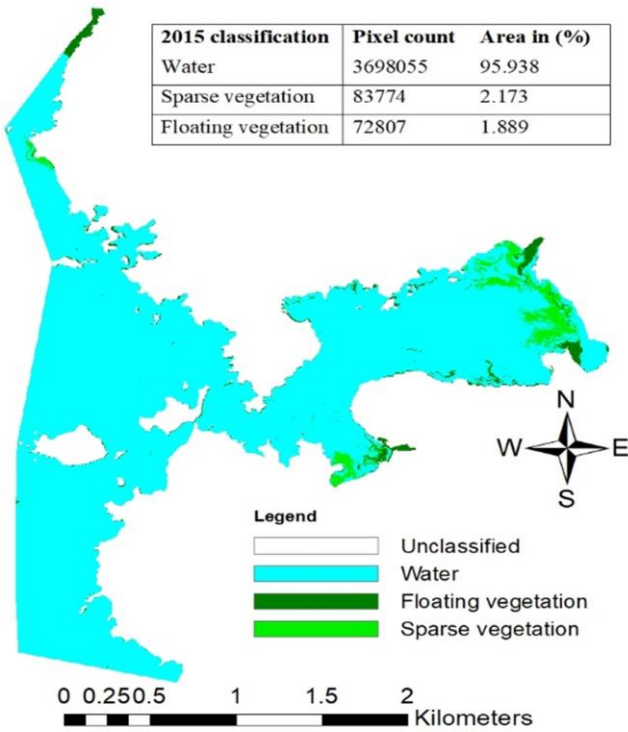 2015 classification Pixel count Area in (%)
Water 3698055 95.938
Sparse vegetation 83774 2.173
Floating vegetation 72807 1.889
N
W E
S
Legend
Unclassified
Water
Floating vegetation
Sparse vegetation
0 0.250.5 1 1.5 2
Kilometers